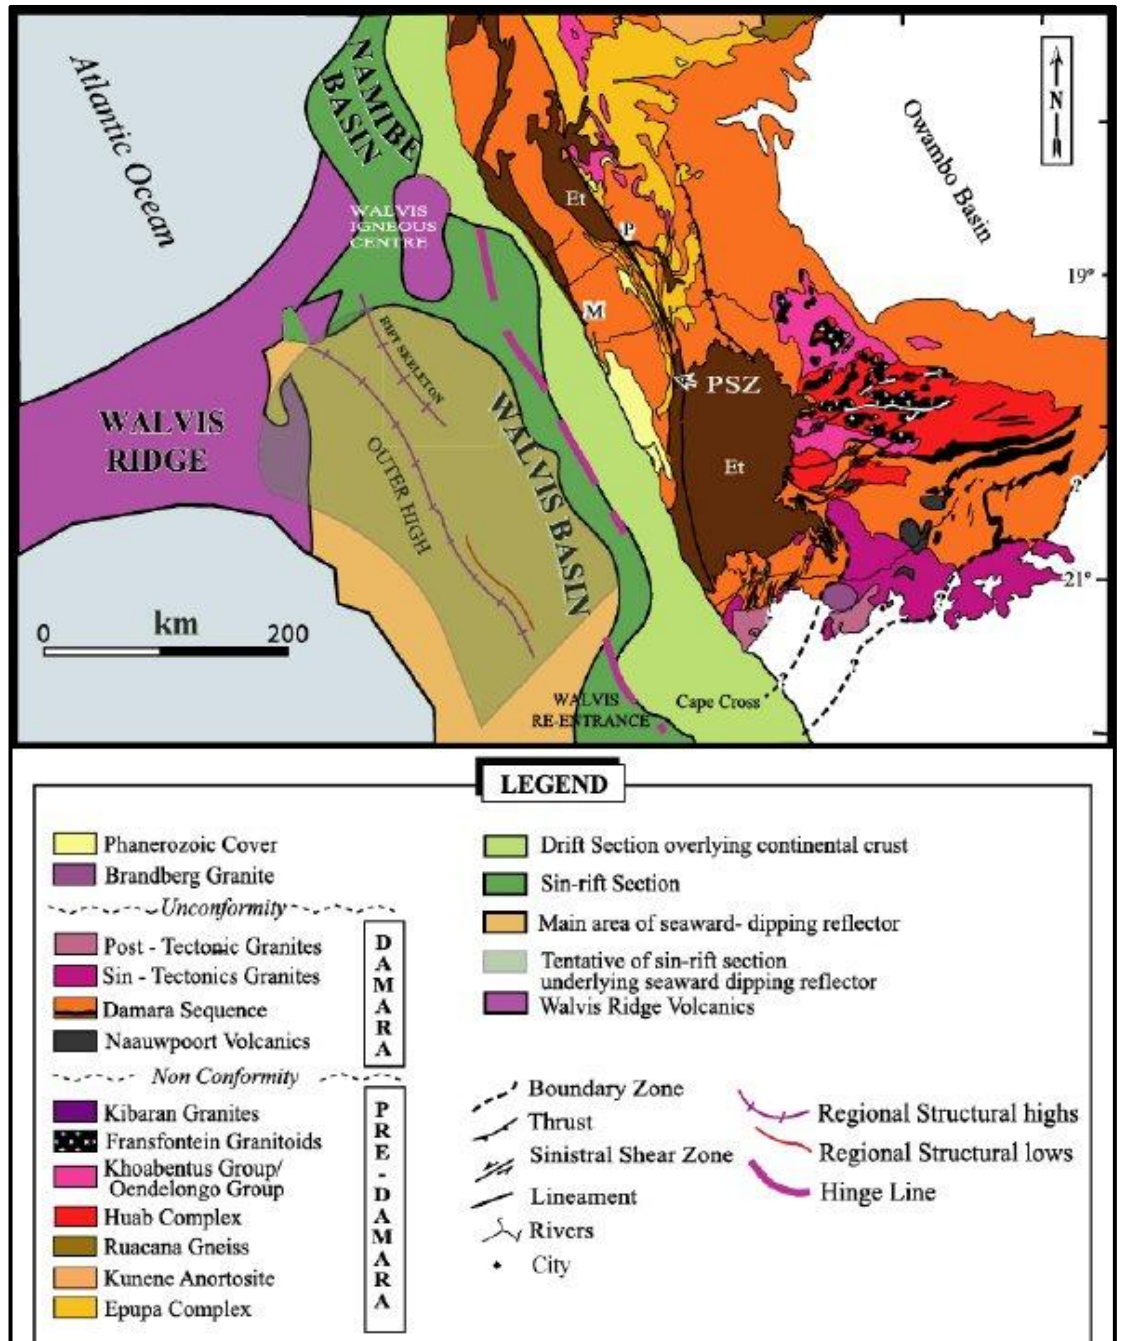 Atlantic Ocean
NAMIBE
BASIN
N
Owambo Basin
WALVIS
IGNEOUS
CENTRE
Et
P
19°
M
RIFT SKELETON
PSZ
WALVIS
RIDGE
WALVIS BASIN
OUTER HIGH
Et
?
21°
?
0 km 200
?
?
WALVIS
RE-ENTRANCE
Cape Cross
LEGEND
Phanerozoic Cover
Brandberg Granite
Unconformity
Post - Tectonic Granites
Sin - Tectonics Granites
Damara Sequence
Naauwpoort Volcanics
DAMARA
Non Conformity
Kibaran Granites
Fransfontein Granitoids
Khoabentus Group/
Oendelongo Group
Huab Complex
Ruacana Gneiss
Kunene Anortosite
Epupa Complex
PRE-DAMARA
Drift Section overlying continental crust
Sin-rift Section
Main area of seaward- dipping reflector
Tentative of sin-rift section
underlying seaward dipping reflector
Walvis Ridge Volcanics
Boundary Zone
Thrust
Sinistral Shear Zone
Lineament
Rivers
City
Regional Structural highs
Regional Structural lows
Hinge Line